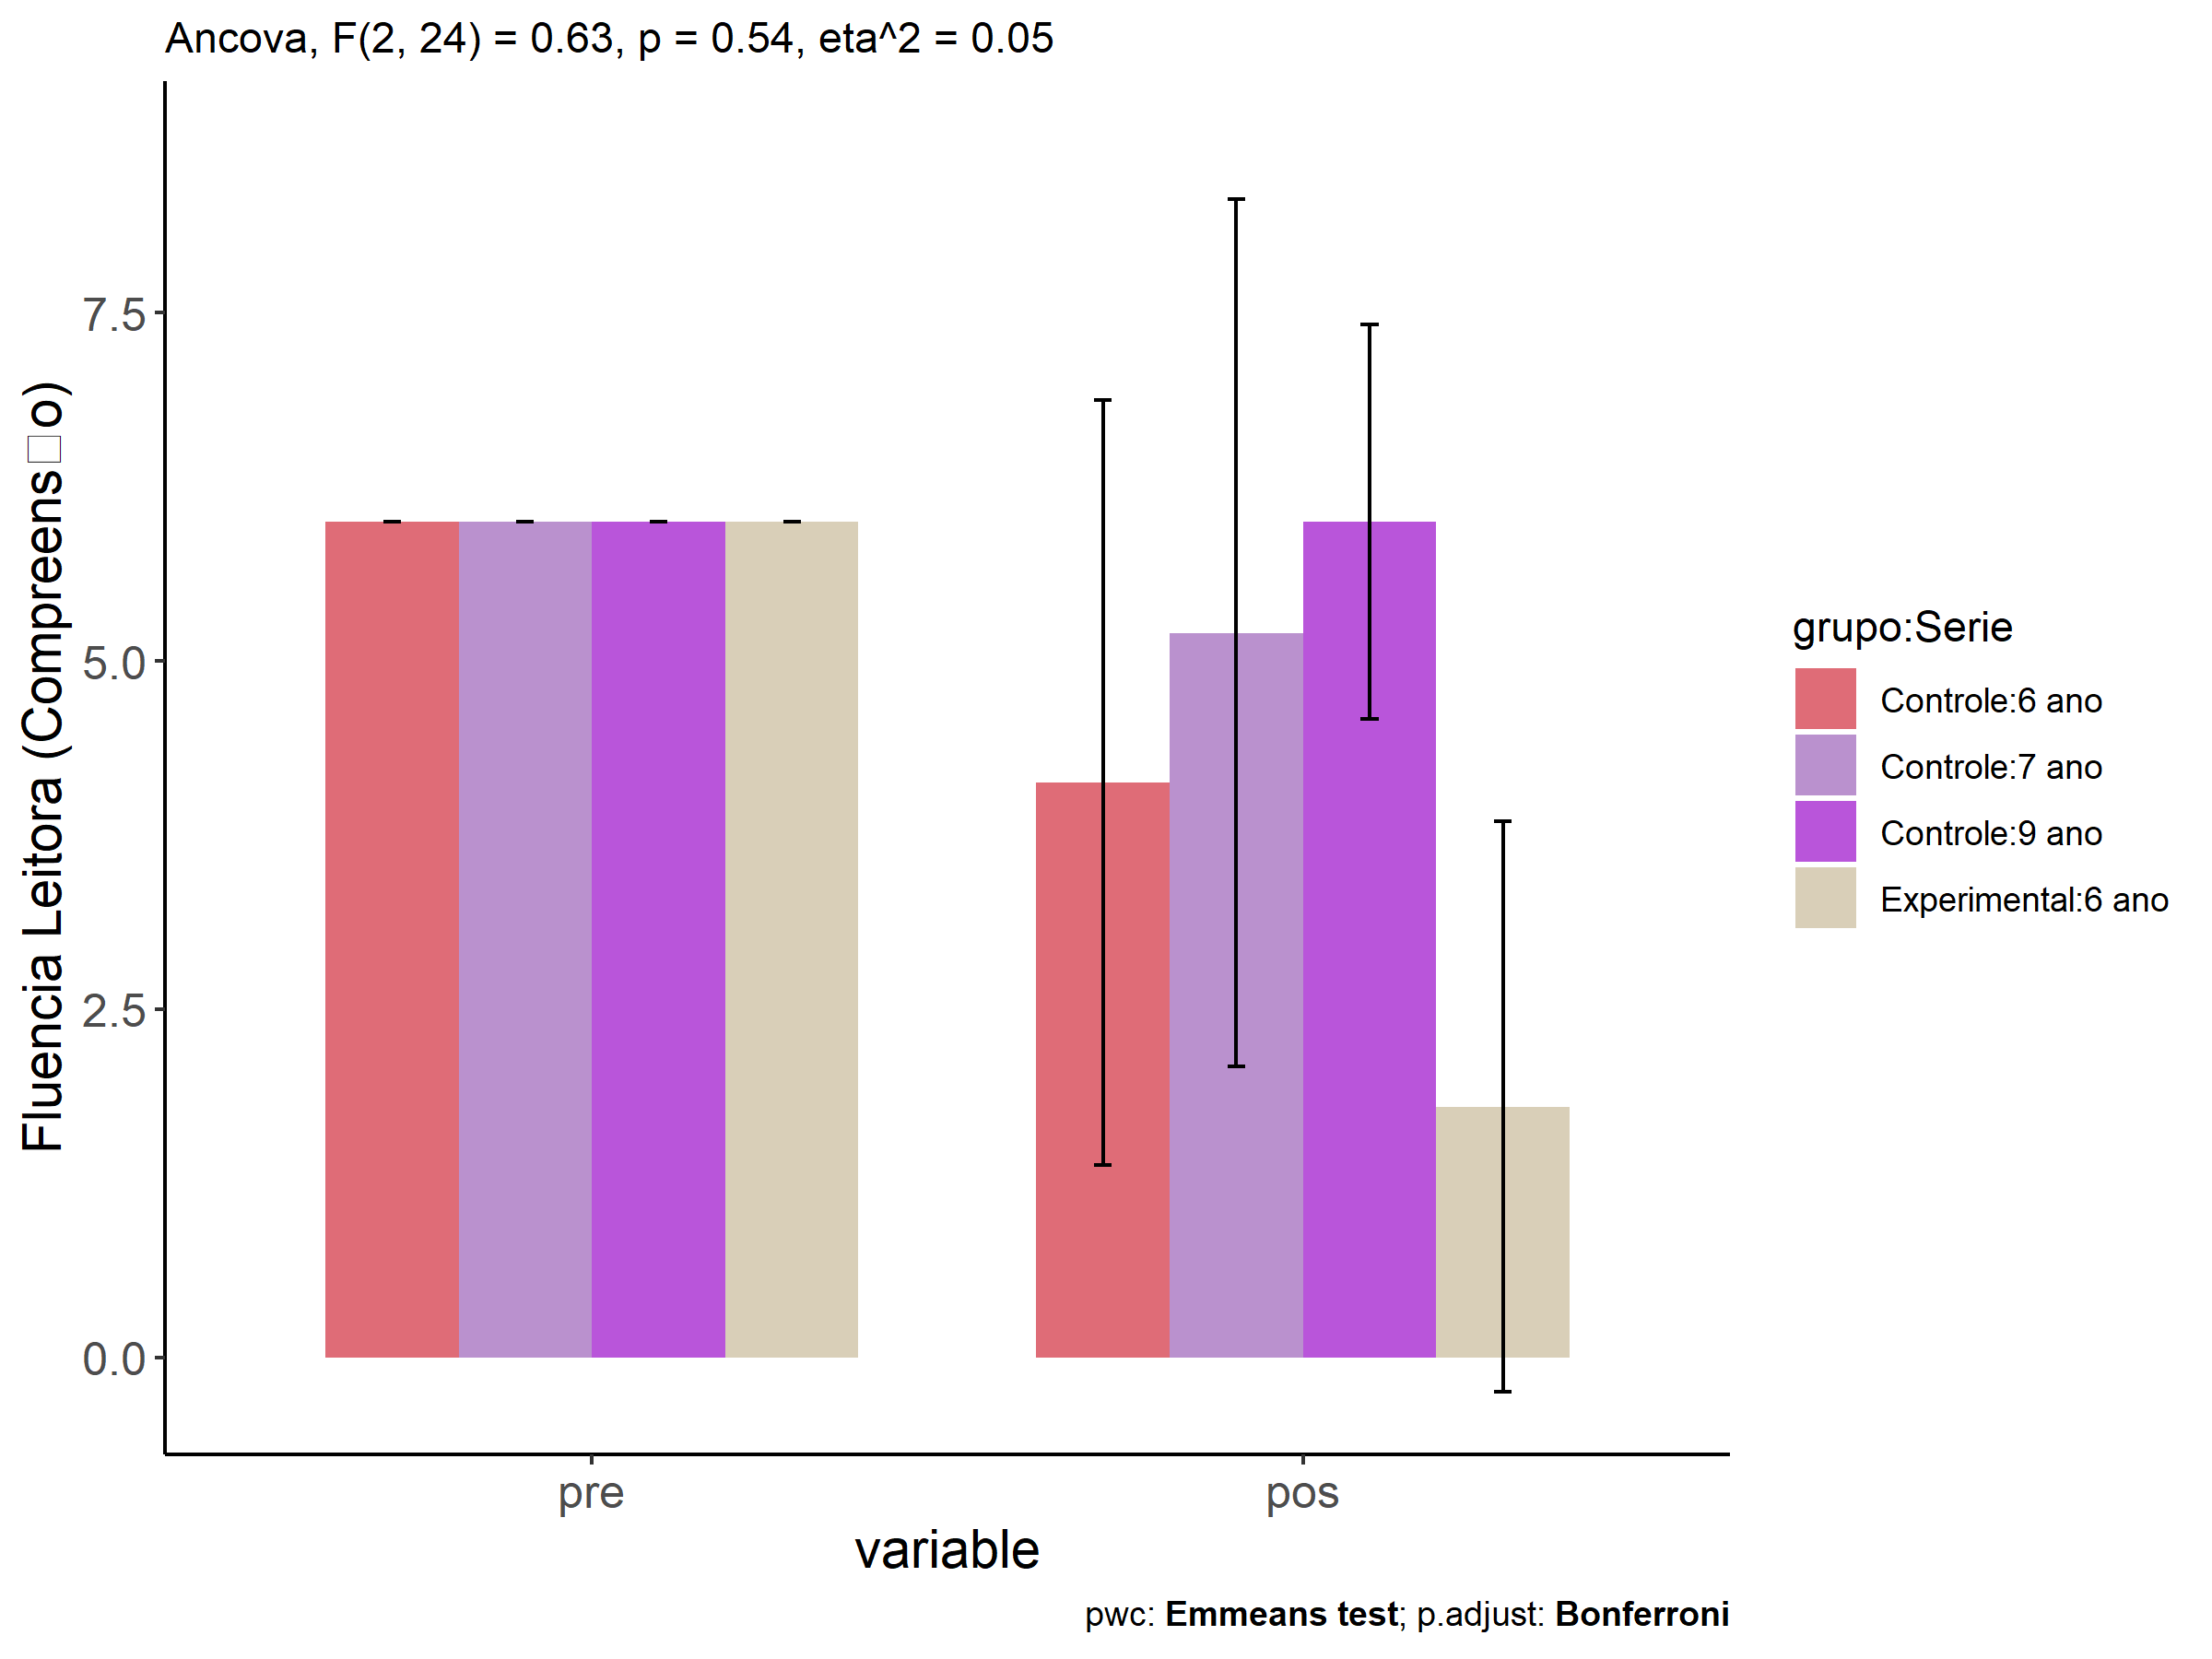 Ancova, F(2, 24) = 0.63, p = 0.54, eta^2 = 0.05
Fluencia Leitora (Compreens□o)
7.5
5.0
2.5
0.0
pre
pos
variable
grupo:Serie
Controle:6 ano
Controle:7 ano
Controle:9 ano
Experimental:6 ano
pwc: Emmeans test; p.adjust: Bonferroni